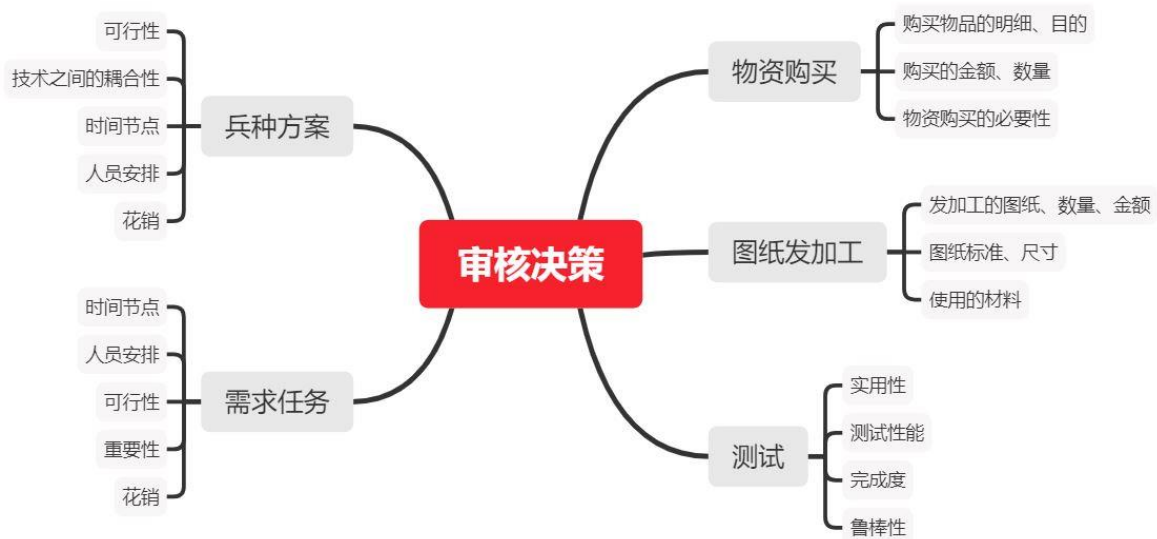 审核决策
兵种方案
可行性
技术之间的耦合性
时间节点
人员安排
花销
需求任务
时间节点
人员安排
可行性
重要性
花销
物资购买
购买物品的明细、目的
购买的金额、数量
物资购买的必要性
图纸发加工
发加工的图纸、数量、金额
图纸标准、尺寸
使用的材料
测试
实用性
测试性能
完成度
鲁棒性